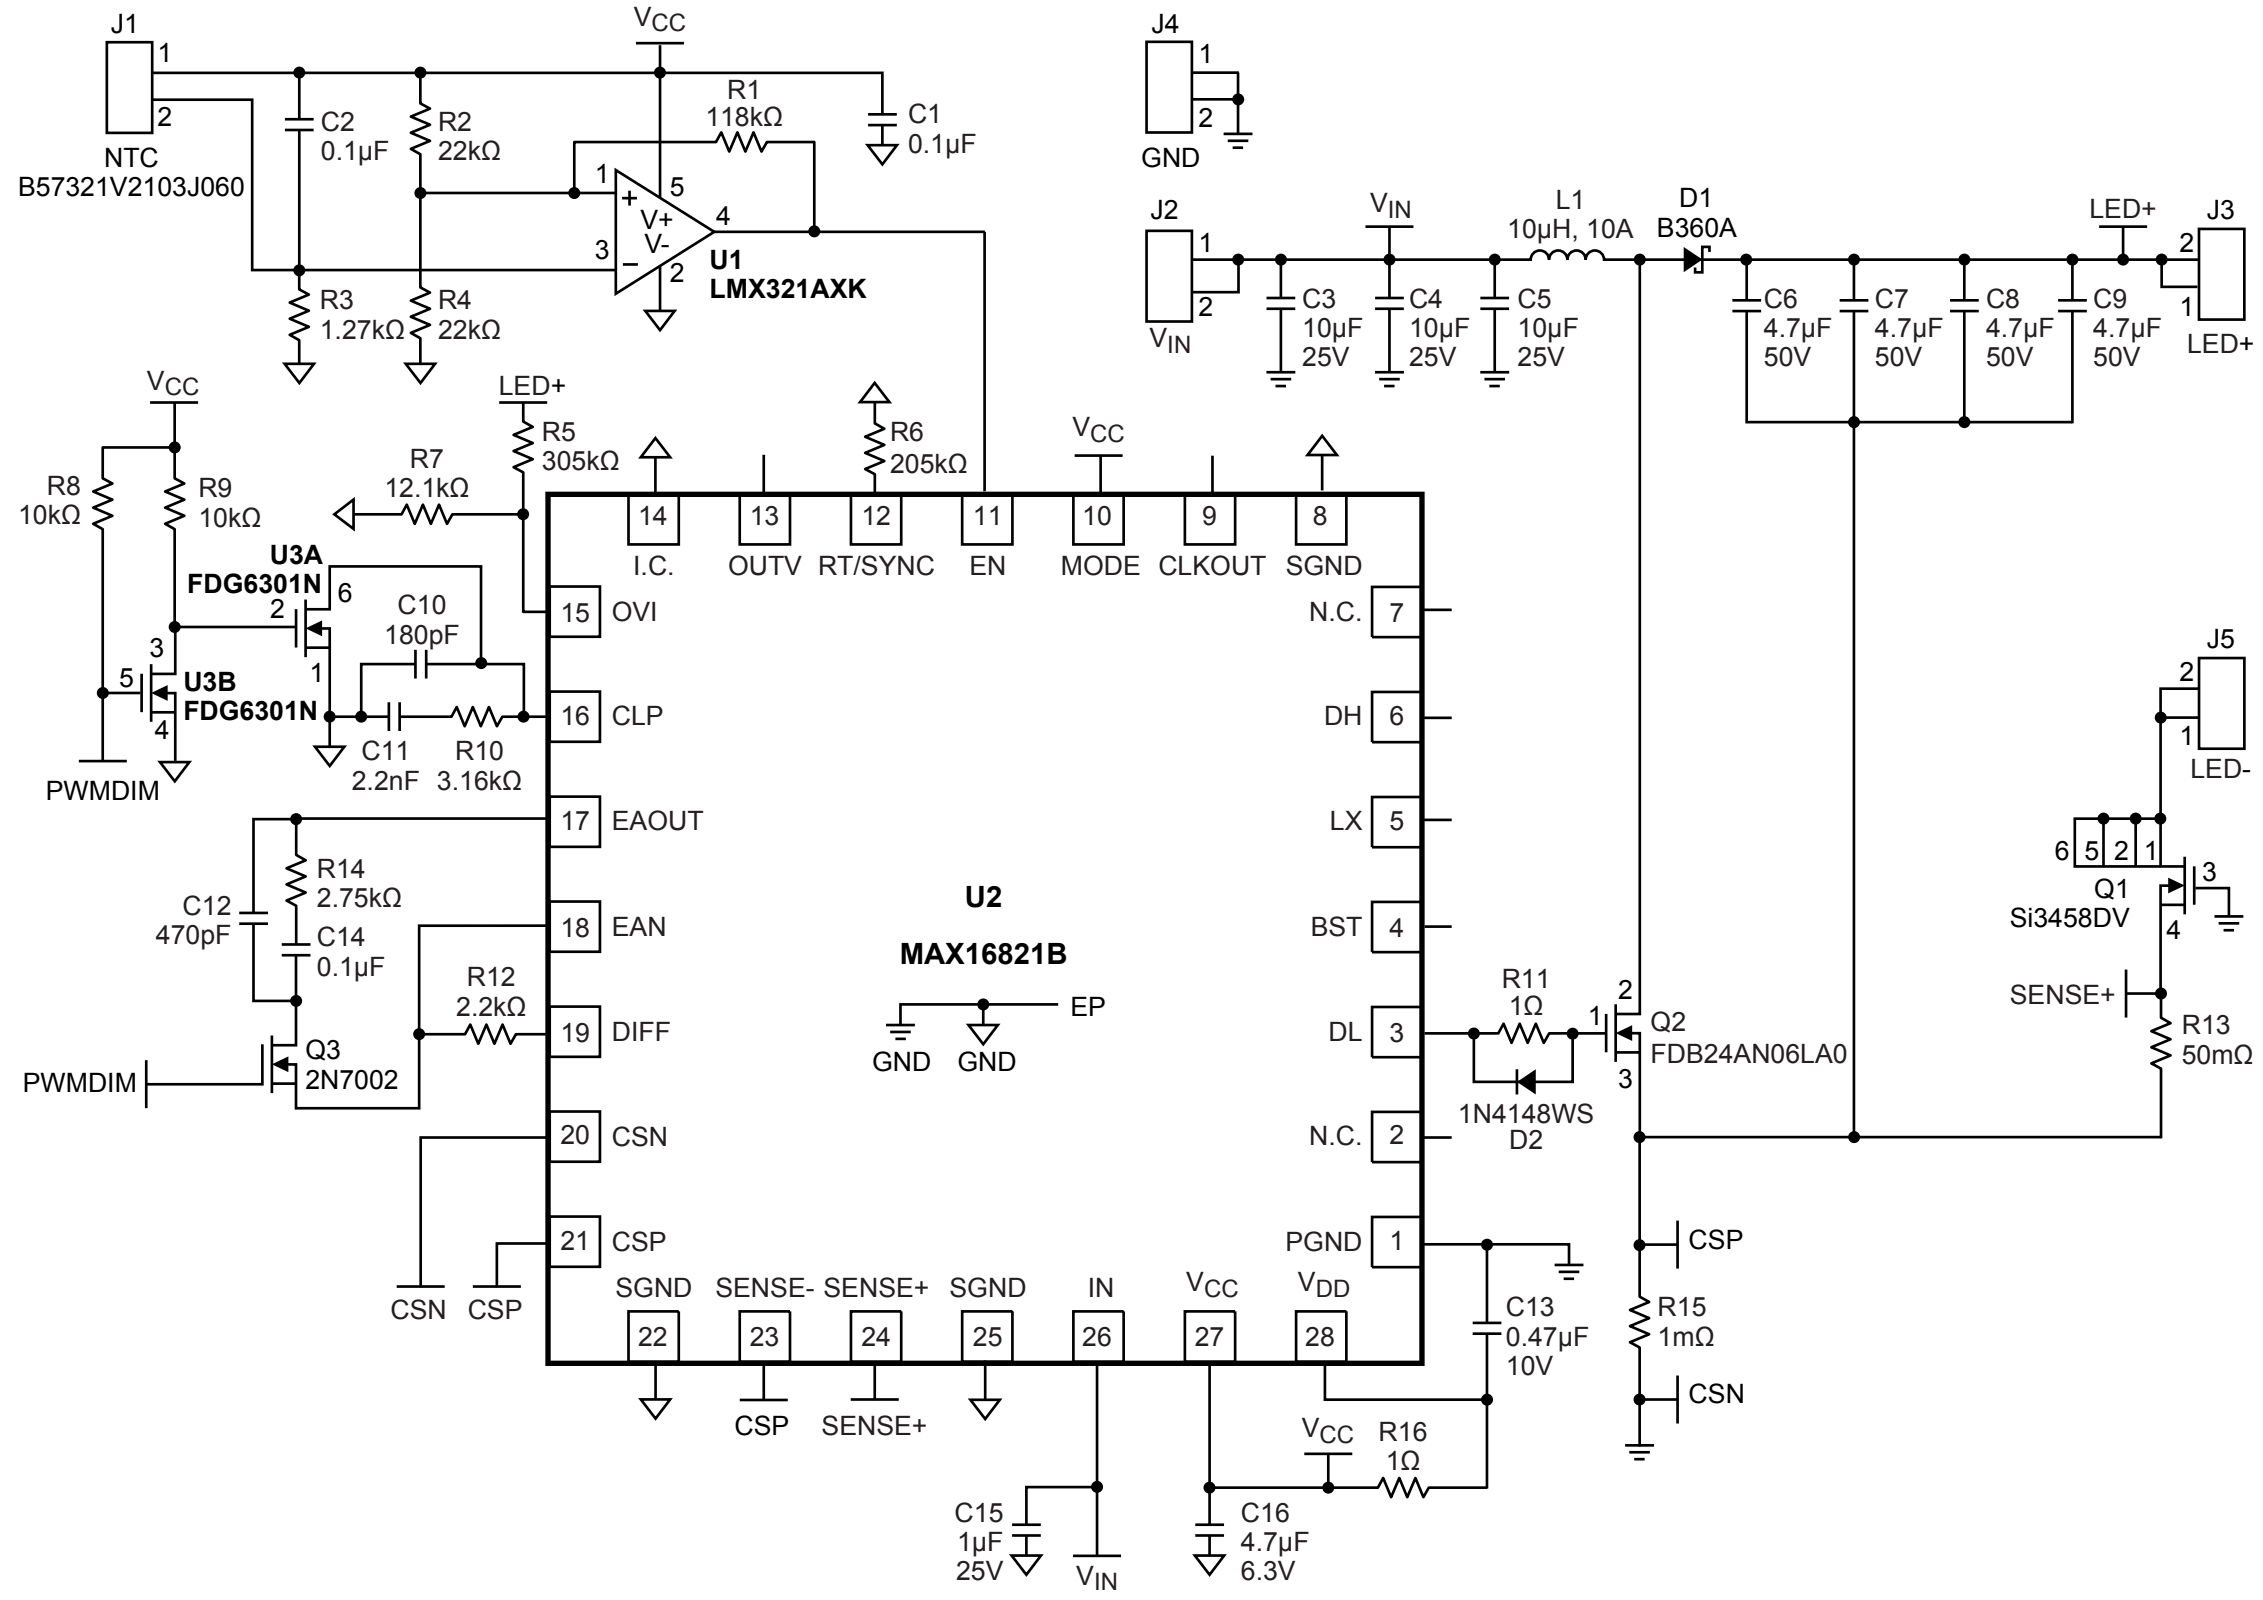 J1
1
2
NTC
B57321V2103J060
C2
0.1µF
R2
22kΩ
VCC
R1
118kΩ
C1
0.1µF
1
+
5
V+
V-
4
3
−
2
U1
LMX321AXK
R3
1.27kΩ
R4
22kΩ
J4
1
2
GND
J2
1
2
VIN
VIN
L1
10µH, 10A
D1
B360A
LED+
J3
2
1
LED+
C3
10µF
25V
C4
10µF
25V
C5
10µF
25V
C6
4.7µF
50V
C7
4.7µF
50V
C8
4.7µF
50V
C9
4.7µF
50V
VCC
R8
10kΩ
R9
10kΩ
LED+
R5
305kΩ
R7
12.1kΩ
R6
205kΩ
VCC
U3A
FDG6301N
2
6
1
3
5
4
U3B
FDG6301N
PWMDIM
C10
180pF
C11
2.2nF
R10
3.16kΩ
14
I.C.
13
OUTV
12
RT/SYNC
11
EN
10
MODE
9
CLKOUT
8
SGND
15
OVI
16
CLP
17
EAOUT
18
EAN
19
DIFF
20
CSN
21
CSP
N.C.
7
DH
6
LX
5
BST
4
DL
3
N.C.
2
PGND
1
U2
MAX16821B
EP
GND
GND
C12
470pF
R14
2.75kΩ
C14
0.1µF
R12
2.2kΩ
Q3
2N7002
PWMDIM
CSN
CSP
SGND
22
SENSE-
23
SENSE+
24
SGND
25
IN
26
VCC
27
VDD
28
CSP
SENSE+
C15
1µF
25V
VIN
C16
4.7µF
6.3V
VCC
R16
1Ω
C13
0.47µF
10V
R11
1Ω
1N4148WS
D2
1
2
3
Q2
FDB24AN06LA0
CSP
R15
1mΩ
CSN
J5
2
1
LED-
6
5
2
1
3
4
Q1
Si3458DV
SENSE+
R13
50mΩ